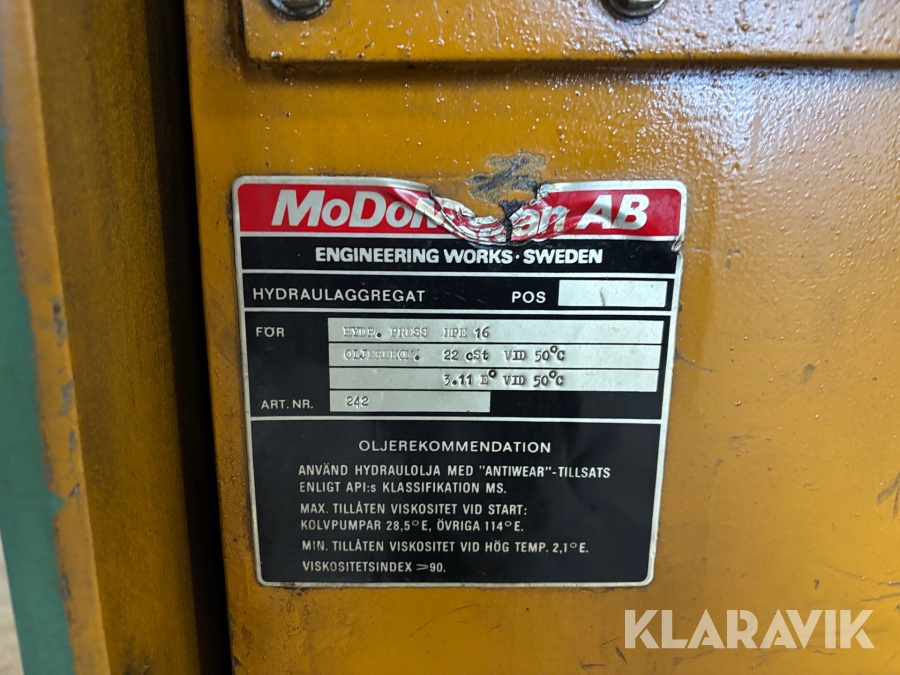 AB
ENGINEERING WORKS · SWEDEN
HYDRAULAGGREGAT POS
FÖR HYDR. PRESS HPE 16
22 cSt VID 50°C
3.11 E° VID 50°C
ART. NR. 242
OLJEREKOMMENDATION
ANVÄND HYDRAULOLJA MED "ANTIWEAR"-TILLSATS
ENLIGT API:s KLASSIFIKATION MS.
MAX. TILLÅTEN VISKOSITET VID START:
KOLVPUMPAR 28,5°E, ÖVRIGA 114°E.
MIN. TILLÅTEN VISKOSITET VID HÖG TEMP. 2,1°E.
VISKOSITETSINDEX ≥90.
KLARAVIK